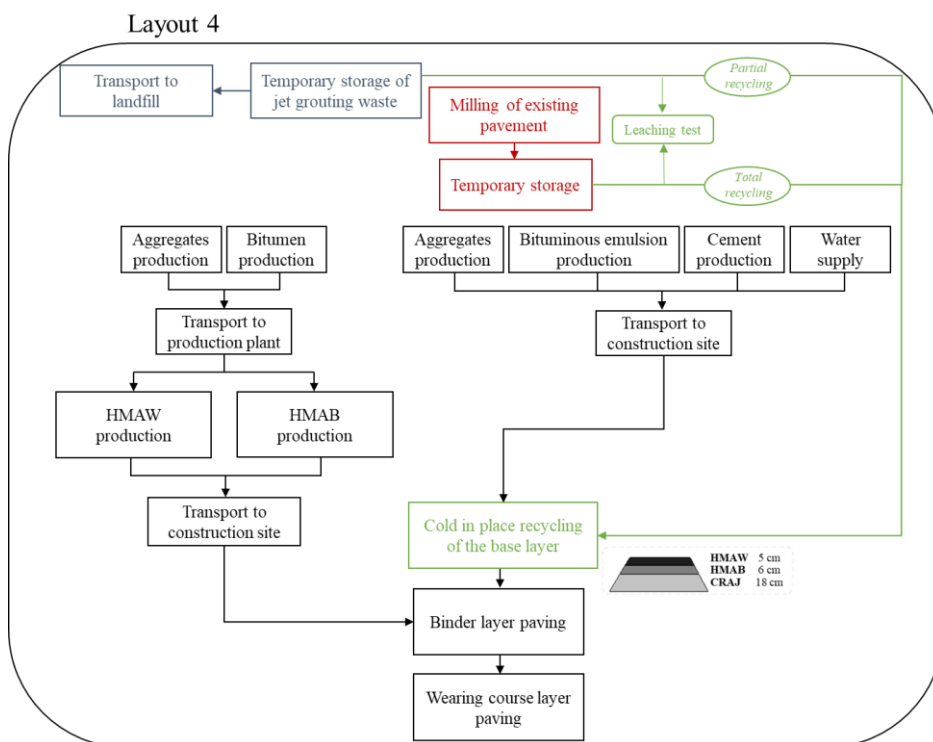 Layout 4
Transport to
landfill
Temporary storage of
jet grouting waste
Partial
recycling
Milling of existing
pavement
Leaching test
Temporary storage
Total
recycling
Aggregates
production
Bitumen
production
Aggregates
production
Bituminous emulsion
production
Cement
production
Water
supply
Transport to
production plant
Transport to
construction site
HMAW
production
HMAB
production
Transport to
construction site
Cold in place recycling
of the base layer
HMAW 5 cm
HMAB 6 cm
CRAJ 18 cm
Binder layer paving
Wearing course layer
paving